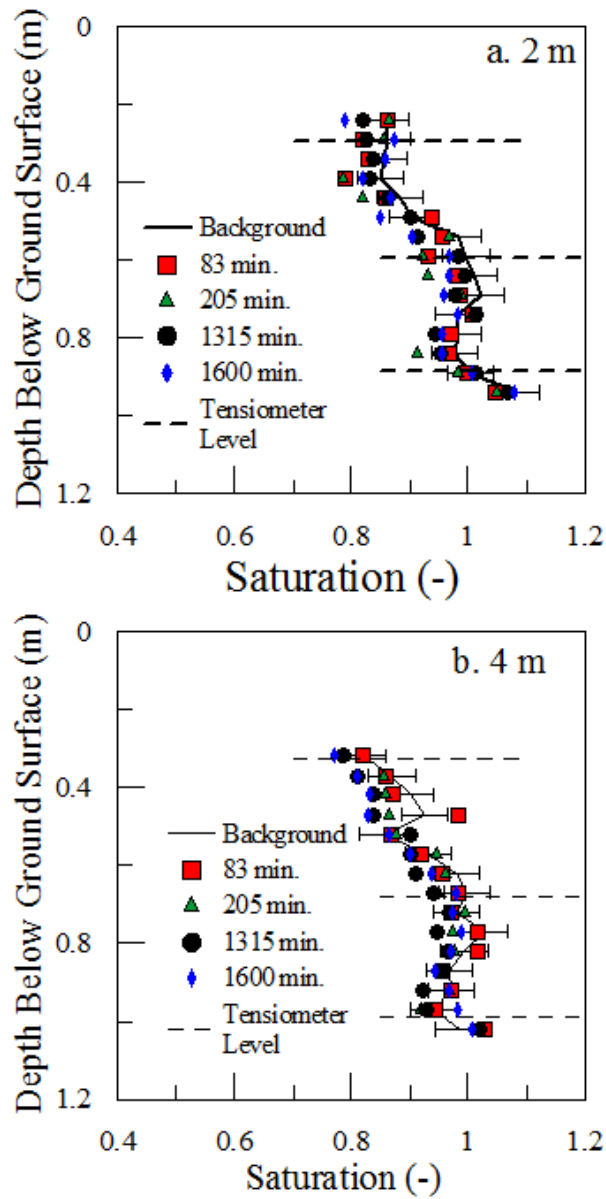 a. 2 m
Depth Below Ground Surface (m)
0
0.4
0.8
1.2
Background
83 min.
205 min.
1315 min.
1600 min.
Tensiometer
Level
0.4
0.6
0.8
1
1.2
Saturation (-)
b. 4 m
Depth Below Ground Surface (m)
0
0.4
0.8
1.2
Background
83 min.
205 min.
1315 min.
1600 min.
Tensiometer
Level
0.4
0.6
0.8
1
1.2
Saturation (-)